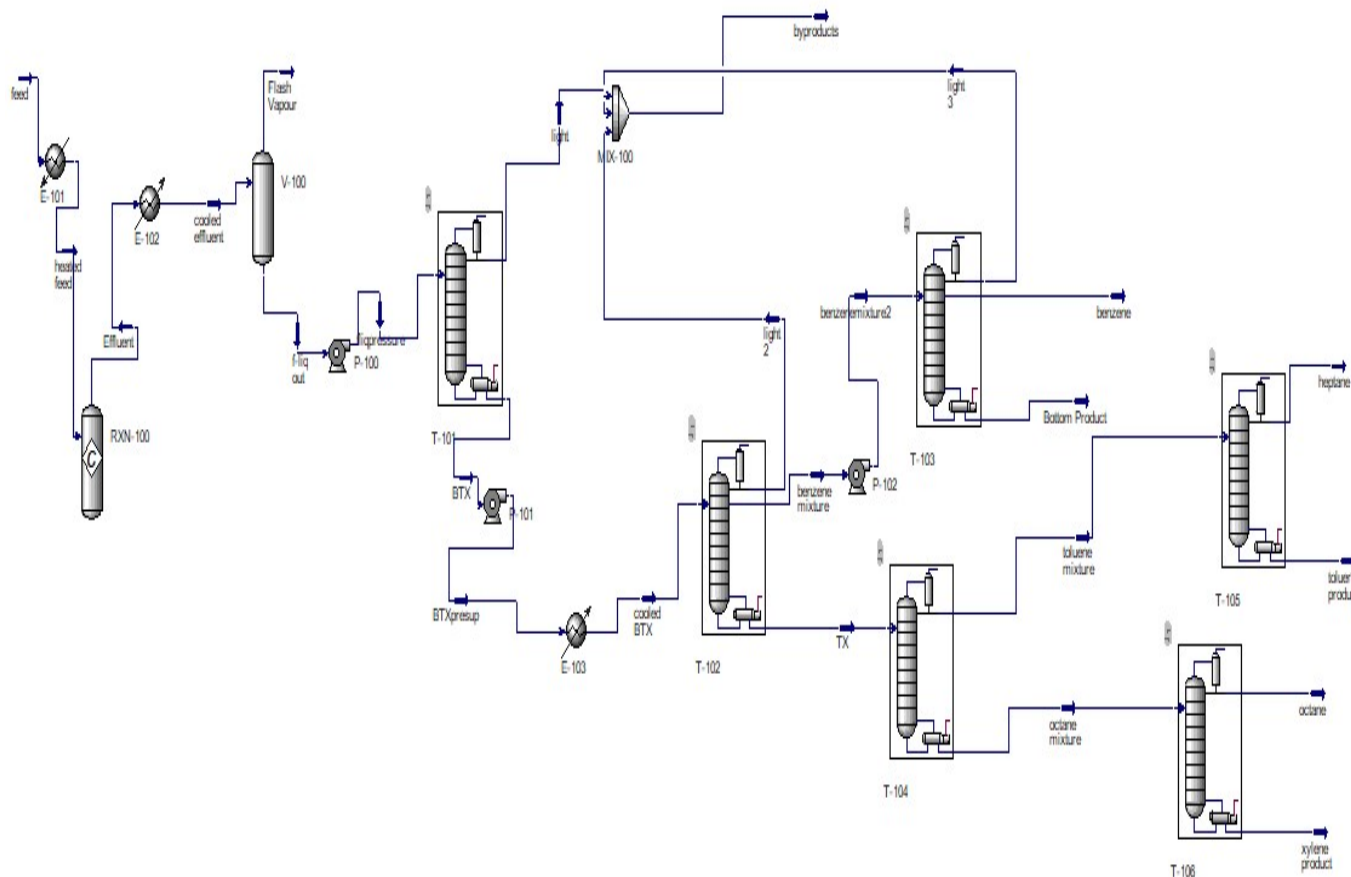 byproducts
feed
Flash
Vapour
light
3
light
MIX-100
E-101
V-100
E-102
cooled
effluent
heated
feed
benzenemixture2
benzene
Effluent
f-liq
out
P-100
fliqpressure
light
2
heptane
RXN-100
T-101
Bottom Product
T-103
BTX
P-101
benzene
mixture
P-102
toluene
mixture
T-105
BTXpresup
cooled
BTX
E-103
T-102
TX
octane
octane
mixture
T-104
xylene
product
T-106